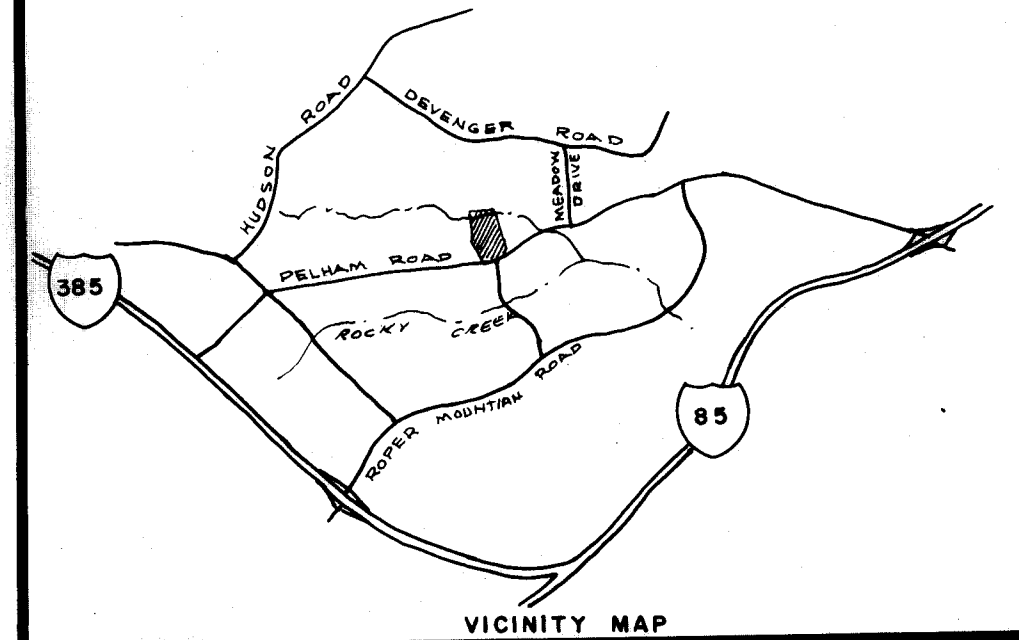 HUDSON ROAD
DEVENGER ROAD
MEADOW
DRIVE
PELHAM ROAD
385
ROCKY CREEK
ROPER MOUNTIAN ROAD
85
VICINITY MAP